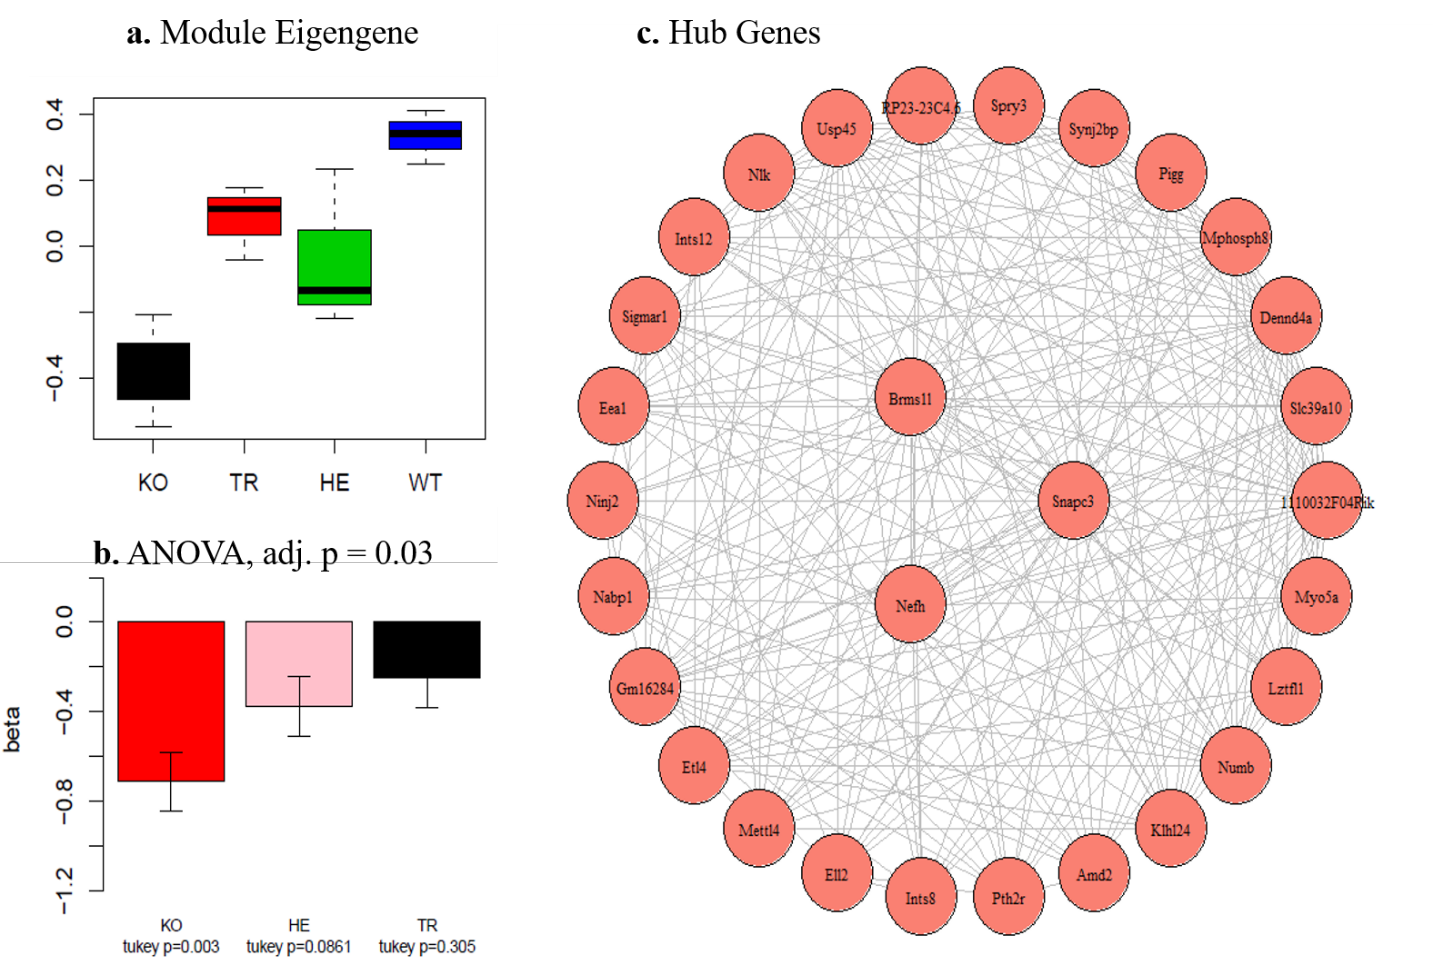 a. Module Eigengene
0.4
0.2
0.0
−0.4
KO TR HE WT
b. ANOVA, adj. p = 0.03
beta
0.0
−0.4
−0.8
−1.2
KO HE TR
tukey p=0.003 tukey p=0.0861 tukey p=0.305
c. Hub Genes
RP23-23C4.6
Spry3
Usp45
Synj2bp
Nlk
Pigg
Ints12
Mphosph8
Sigmar1
Dennd4a
Brms1l
Eea1
Slc39a10
Ninj2
Snapc3
1110032F04Rik
Nabp1
Nefh
Myo5a
Gm16284
Lztfl1
Etl4
Numb
Mettl4
Klhl24
Ell2
Amd2
Ints8
Pth2r